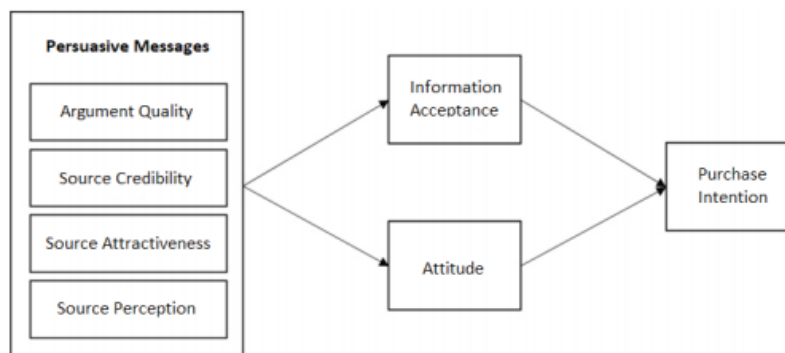 Persuasive Messages
Argument Quality
Source Credibility
Source Attractiveness
Source Perception
Information
Acceptance
Attitude
Purchase
Intention